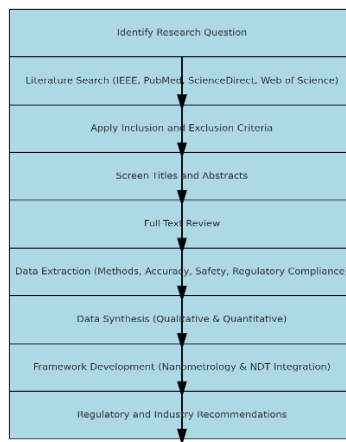 Identify Research Question
Literature Search (IEEE, PubMed, ScienceDirect, Web of Science)
Apply Inclusion and Exclusion Criteria
Screen Titles and Abstracts
Full-Text Review
Data Extraction (Methods, Accuracy, Safety, Regulatory Compliance
Data Synthesis (Qualitative & Quantitative)
Framework Development (Nanometrology & NDT Integration)
Regulatory and Industry Recommendations